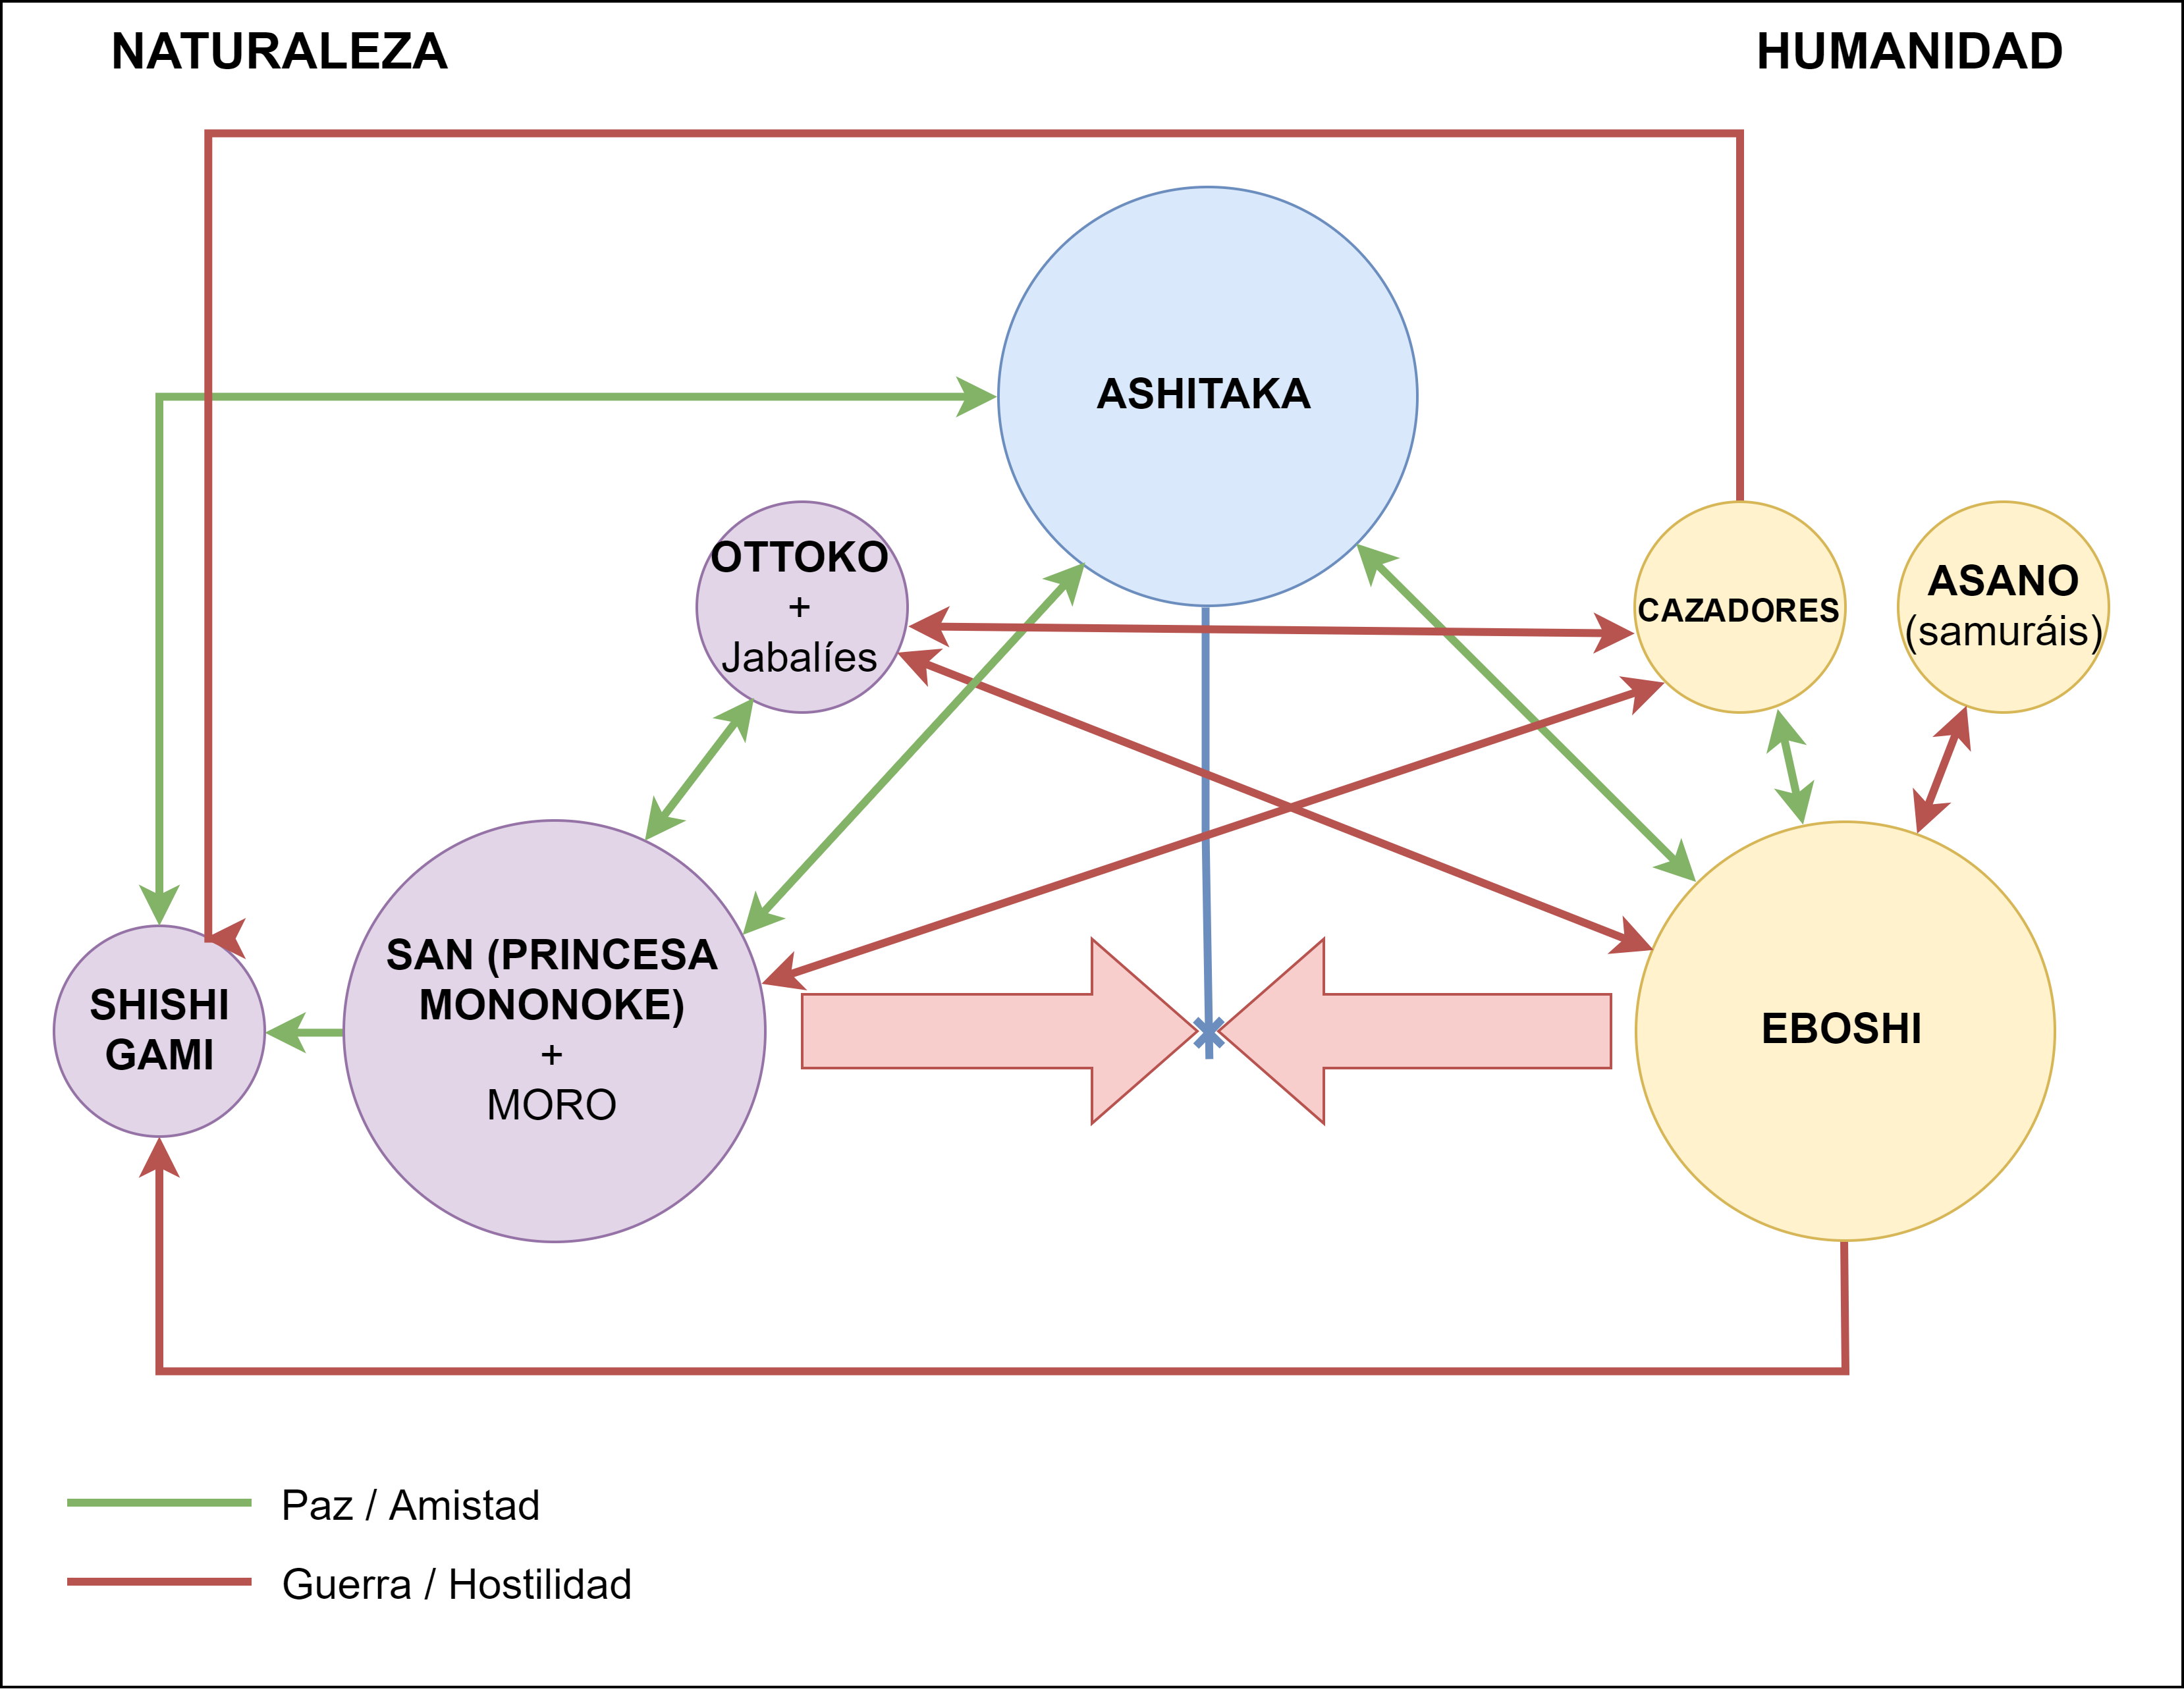 NATURALEZA
HUMANIDAD
ASHITAKA
OTTOKO
+
Jabalíes
CAZADORES
ASANO
(samuráis)
SHISHI
GAMI
SAN (PRINCESA
MONONOKE)
+
MORO
EBOSHI
Paz / Amistad
Guerra / Hostilidad